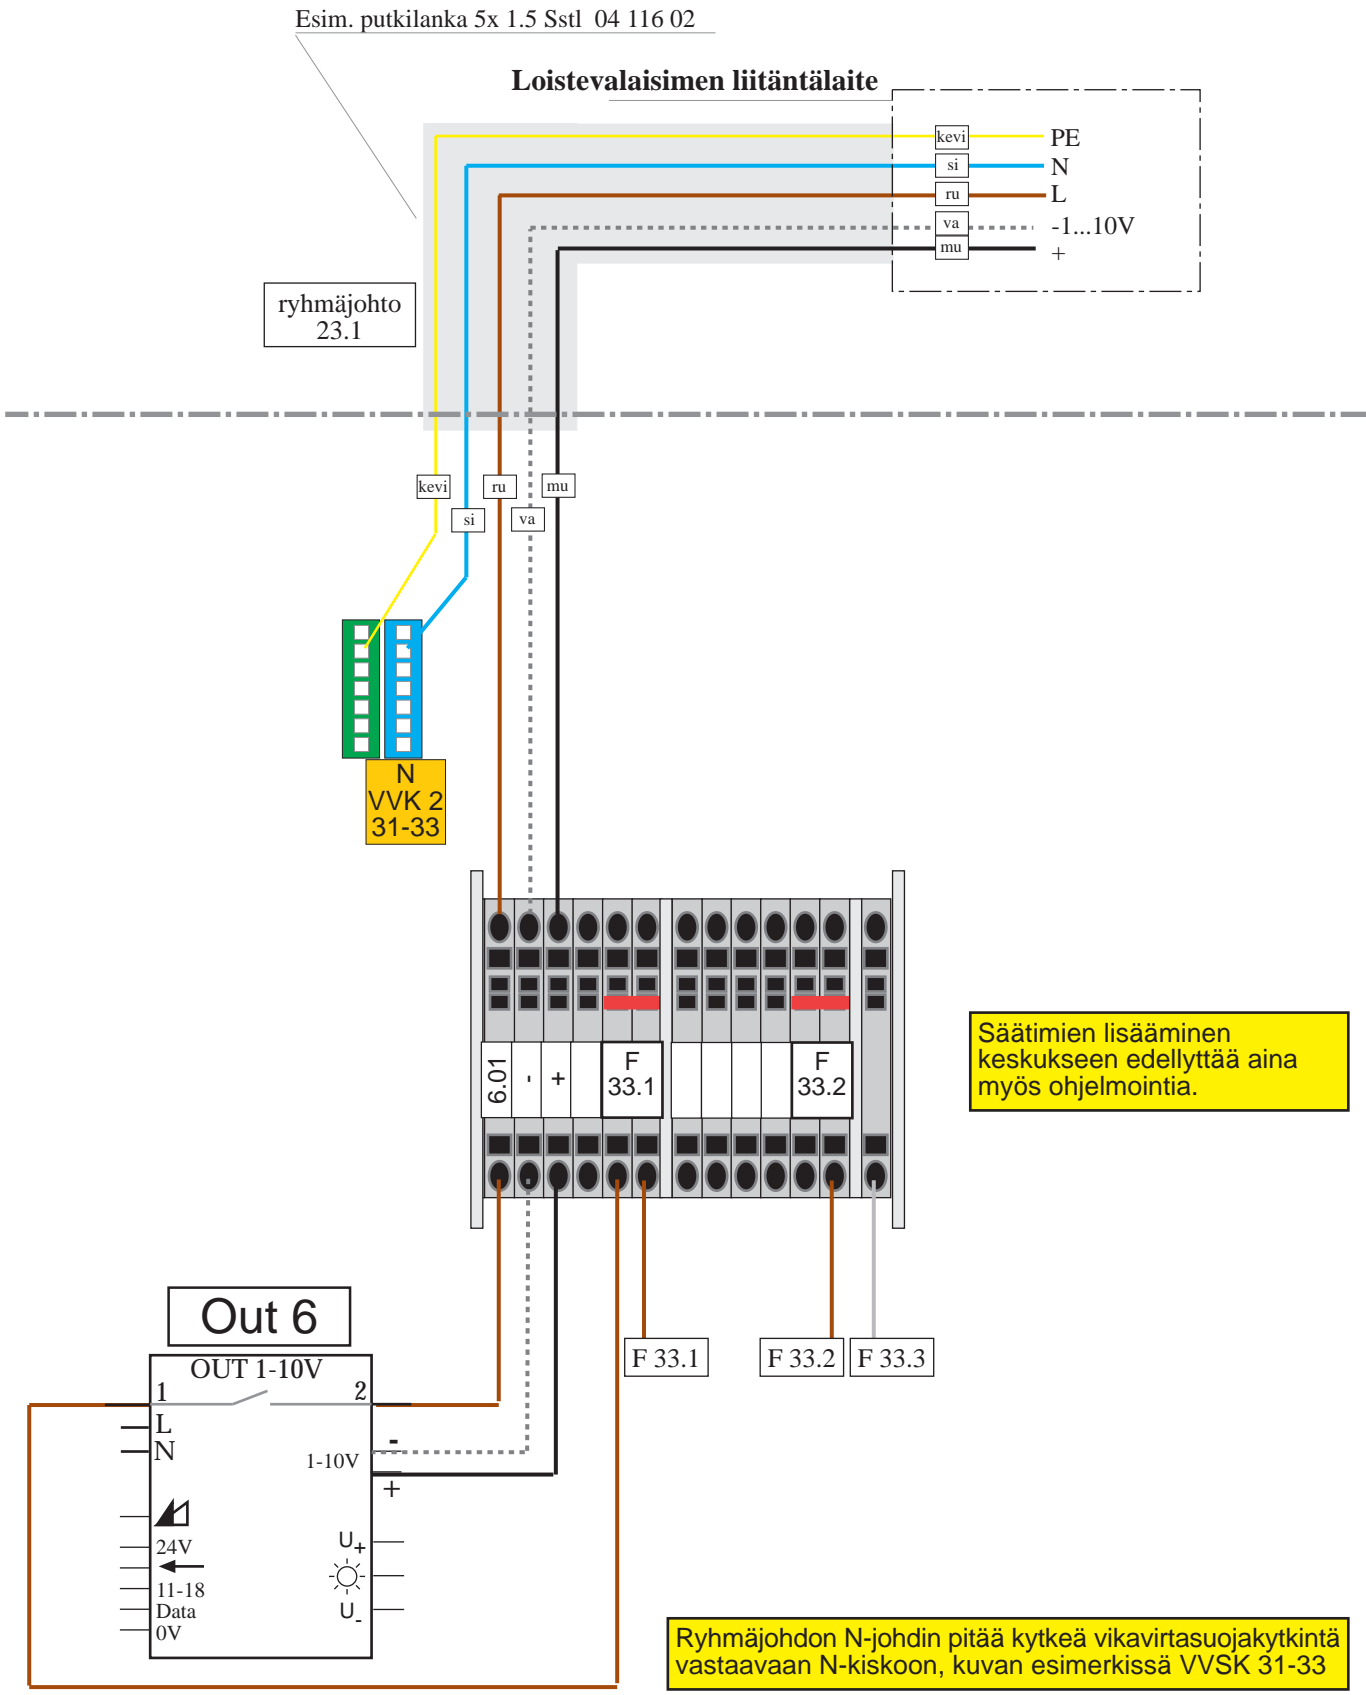 Esim. putkilanka 5x 1.5 Sstl 04 116 02
Loistevalaisimen liitäntälaite
kevi
PE
si
N
ru
L
va
-1...10V
mu
+
ryhmäjohto
23.1
kevi
ru
mu
si
va
N
VVK 2
31-33
6.01
-
+
F
33.1
F
33.2
Säätimien lisääminen
keskukseen edellyttää aina
myös ohjelmointia.
F 33.1
F 33.2
F 33.3
Out 6
OUT 1-10V
1
2
L
N
-
1-10V
+
24V
U+
11-18
Data
U-
0V
Ryhmäjohdon N-johdin pitää kytkeä vikavirtasuojakytkintä
vastaavaan N-kiskoon, kuvan esimerkissä VVSK 31-33